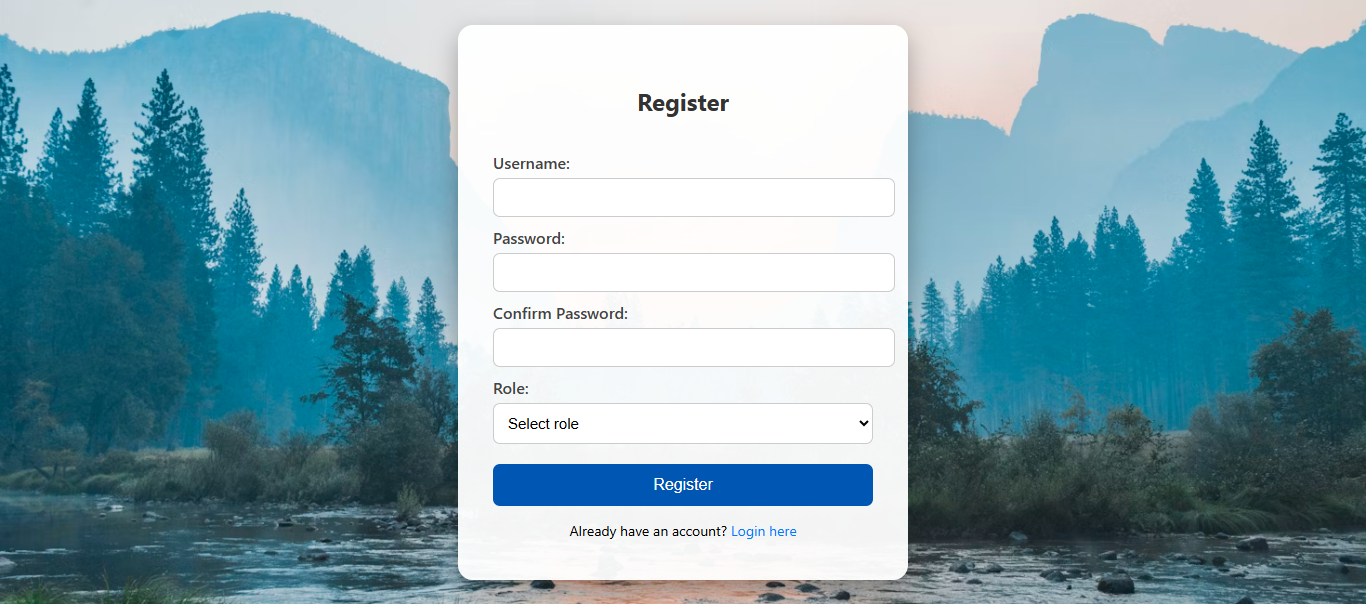 Register
Username:
Password:
Confirm Password:
Role:
Select role
Register
Already have an account? Login here